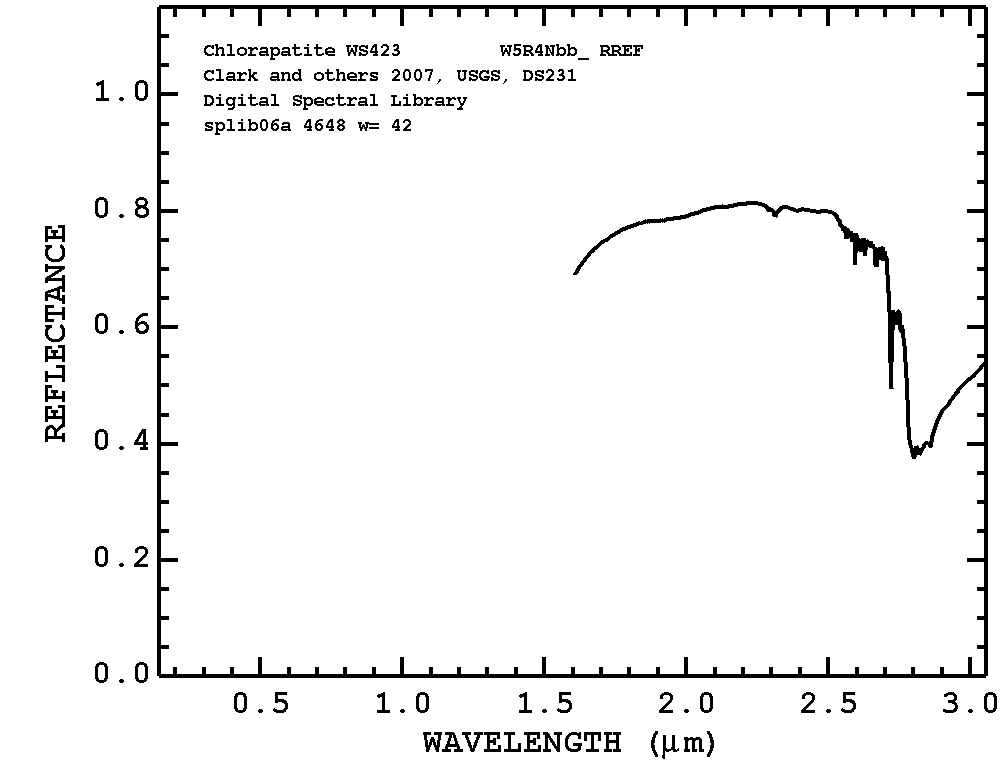 Chlorapatite WS423 W5R4Nbb_ RREF
Clark and others 2007, USGS, DS231
Digital Spectral Library
splib06a 4648 w= 42
1.0
0.8
0.6
0.4
0.2
0.0
REFLECTANCE
0.5 1.0 1.5 2.0 2.5 3.0
WAVELENGTH (μm)